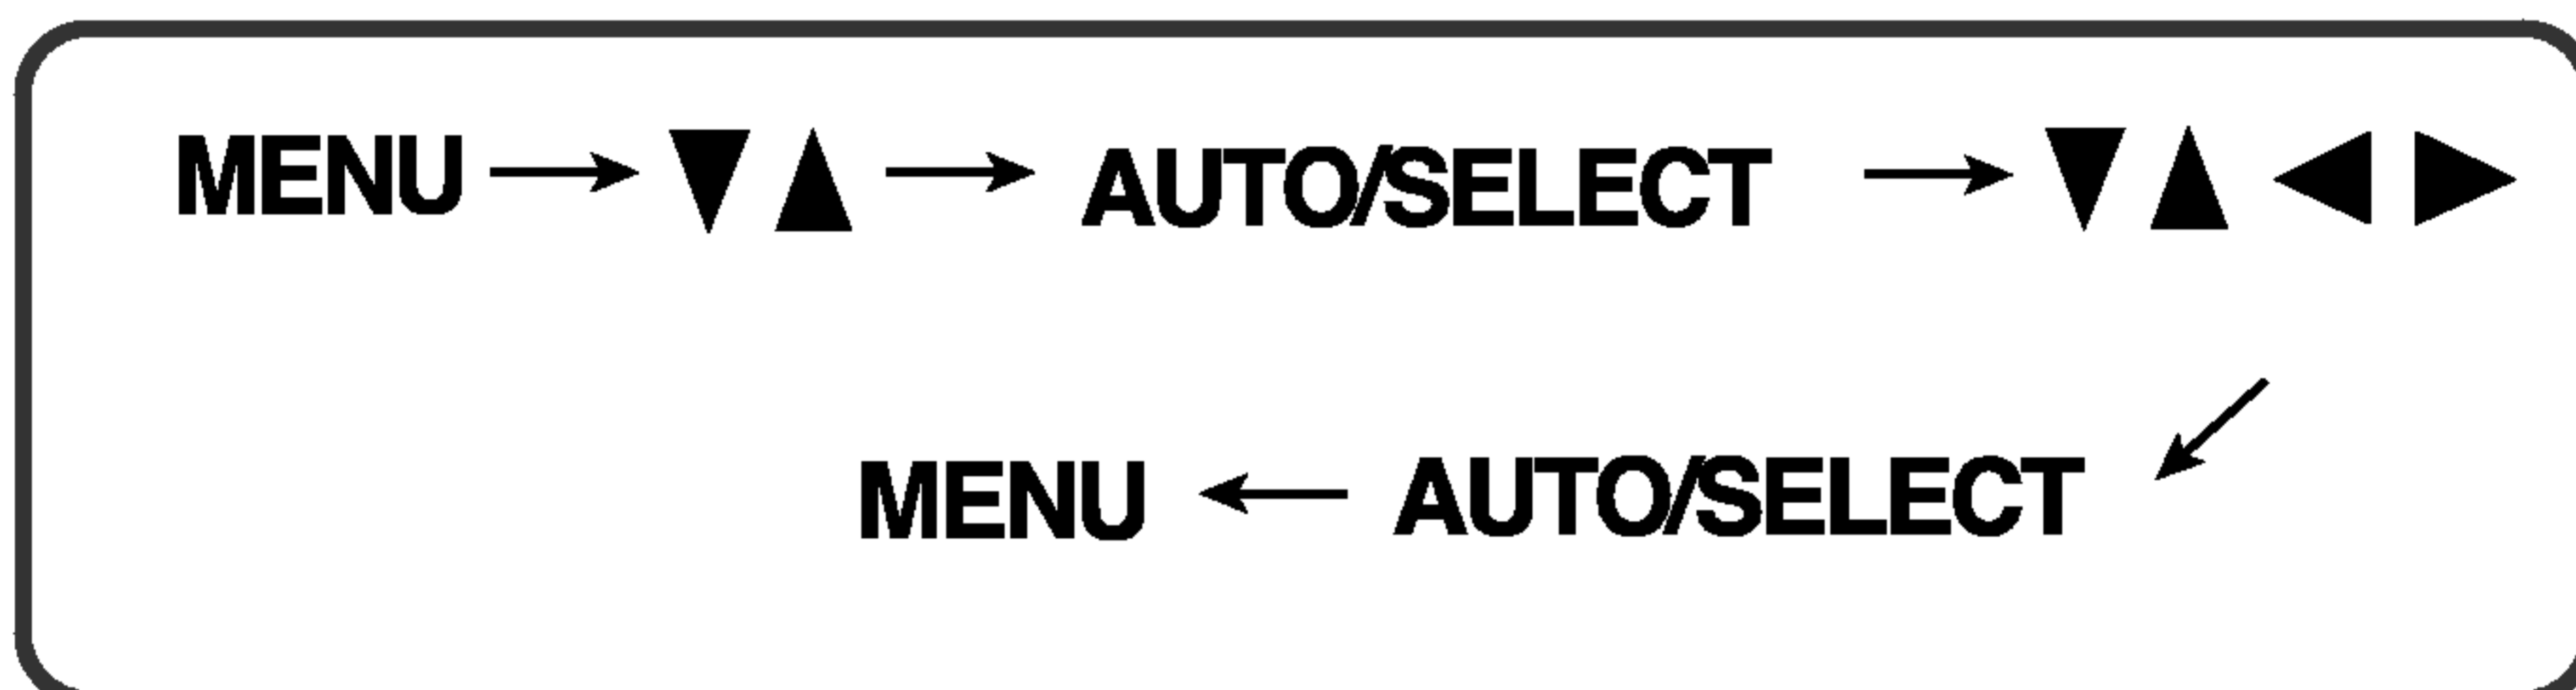 MENU → ▼▲ → AUTO/SELECT → ▼▲◀▶
MENU ← AUTO/SELECT